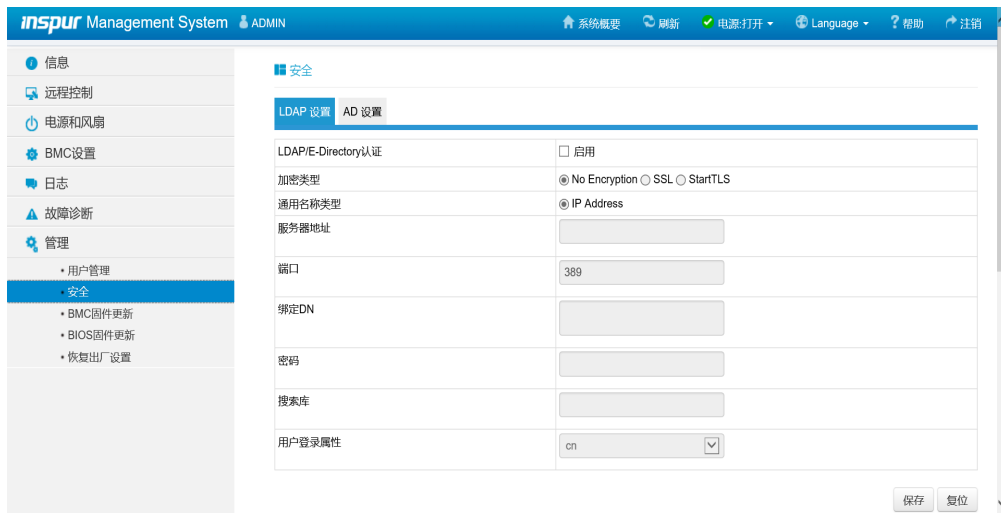 inspur Management System ADMIN 系统概要 刷新 电源:打开 Language ? 帮助 注销
信息
远程控制
电源和风扇
BMC设置
日志
故障诊断
管理
• 用户管理
• 安全
• BMC固件更新
• BIOS固件更新
• 恢复出厂设置
安全
LDAP 设置 AD 设置
LDAP/E-Directory认证 启用
加密类型 No Encryption SSL StartTLS
通用名称类型 IP Address
服务器地址
端口 389
绑定DN
密码
搜索库
用户登录属性 cn
保存 复位